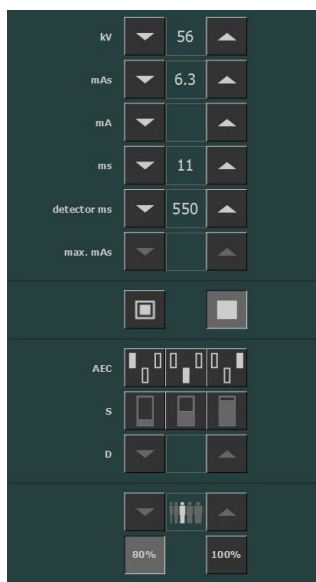 kV 56
mAs 6.3
mA
ms 11
detector ms 550
max. mAs
AEC
S
D
80% 100%